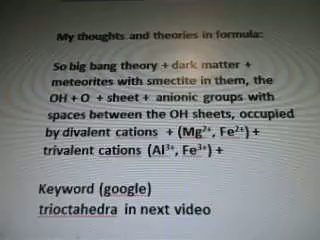 My thoughts and theories in formula:
So big bang theory + dark matter +
meteorites with smectite in them, the
OH + O + sheet + anionic groups with
spaces between the OH sheets, occupied
by divalent cations + (Mg²⁺, Fe²⁺) +
trivalent cations (Al³⁺, Fe³⁺) +
Keyword (google)
trioctahedra in next video